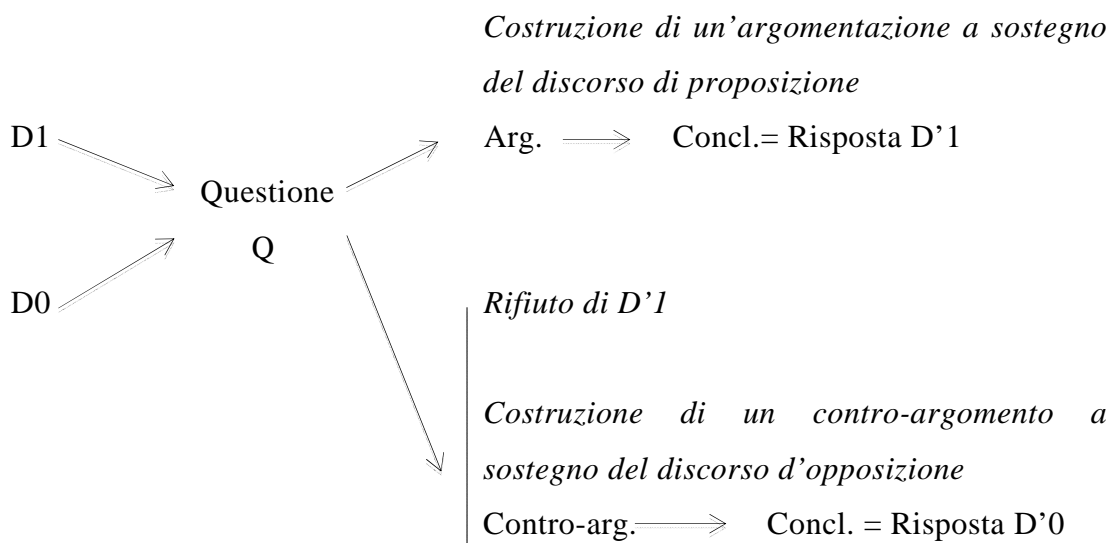 Costruzione di un'argomentazione a sostegno
del discorso di proposizione
D1
Arg. Concl.= Risposta D'1
Questione
Q
D0
Rifiuto di D'1
Costruzione di un contro-argomento a
sostegno del discorso d'opposizione
Contro-arg. Concl. = Risposta D'0